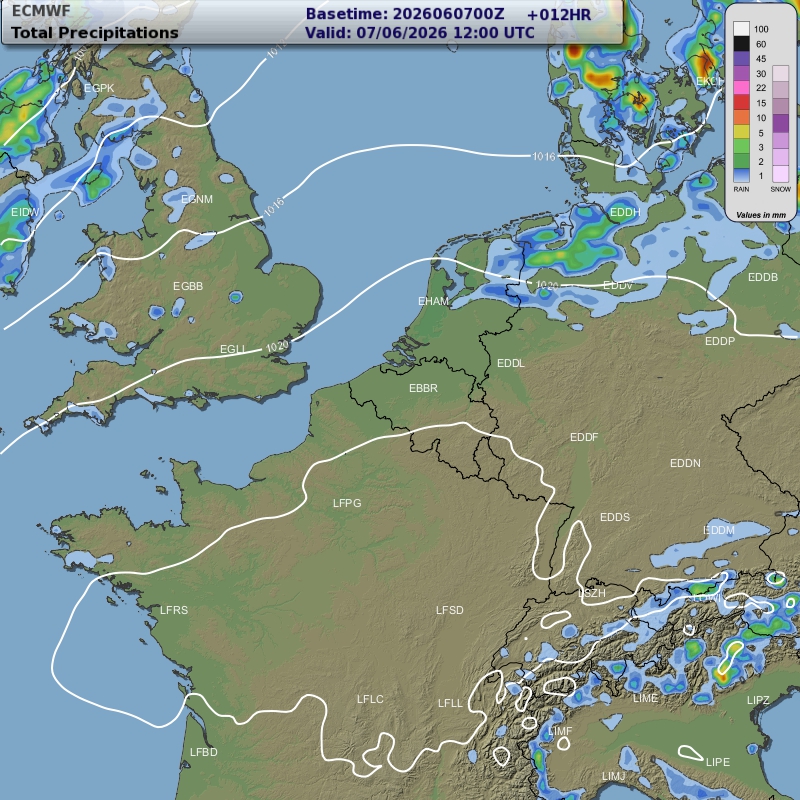 ECMWF
Basetime: 2026060700Z +012HR
Total Precipitations
Valid: 07/06/2026 12:00 UTC
100
60
45
30
22
15
10
5
3
2
1
RAIN
SNOW
Values in mm
EGPK
1016
EIDW
EGNM
1016
EDDH
EGBB
EHAM
1020
EDDV
EDDB
EGLL
1020
EDDP
EDDL
EBBR
EDDF
EDDN
LFPG
EDDS
EDDM
LSZH
LOWI
LFRS
LFSD
LFLC
LFLL
LIME
LIPZ
LIMF
LFBD
LIPE
LIMJ